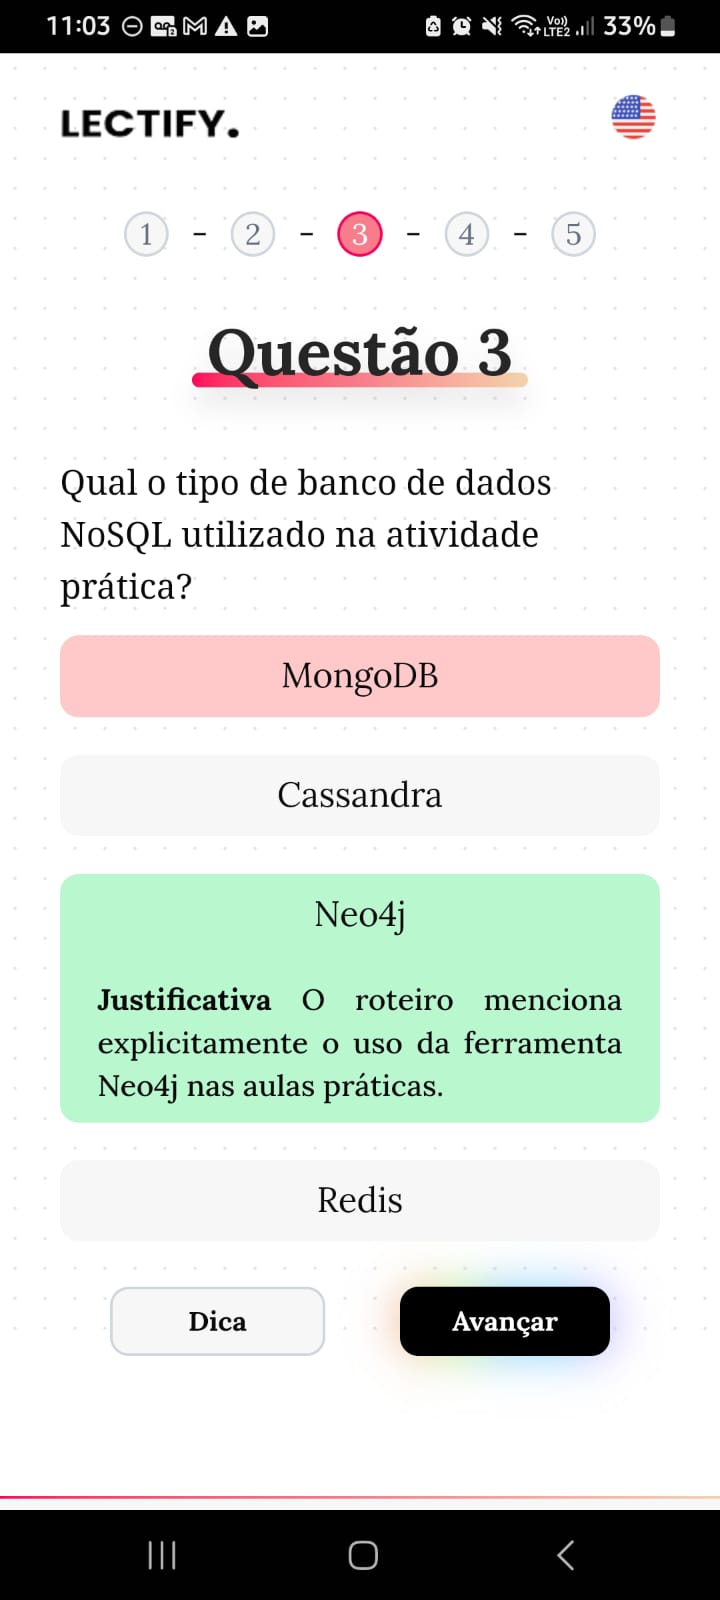 11:03
Vo))
LTE2
33%
LECTIFY.
1 - 2 - 3 - 4 - 5
Questão 3
Qual o tipo de banco de dados
NoSQL utilizado na atividade
prática?
MongoDB
Cassandra
Neo4j
Justificativa O roteiro menciona
explicitamente o uso da ferramenta
Neo4j nas aulas práticas.
Redis
Dica
Avançar